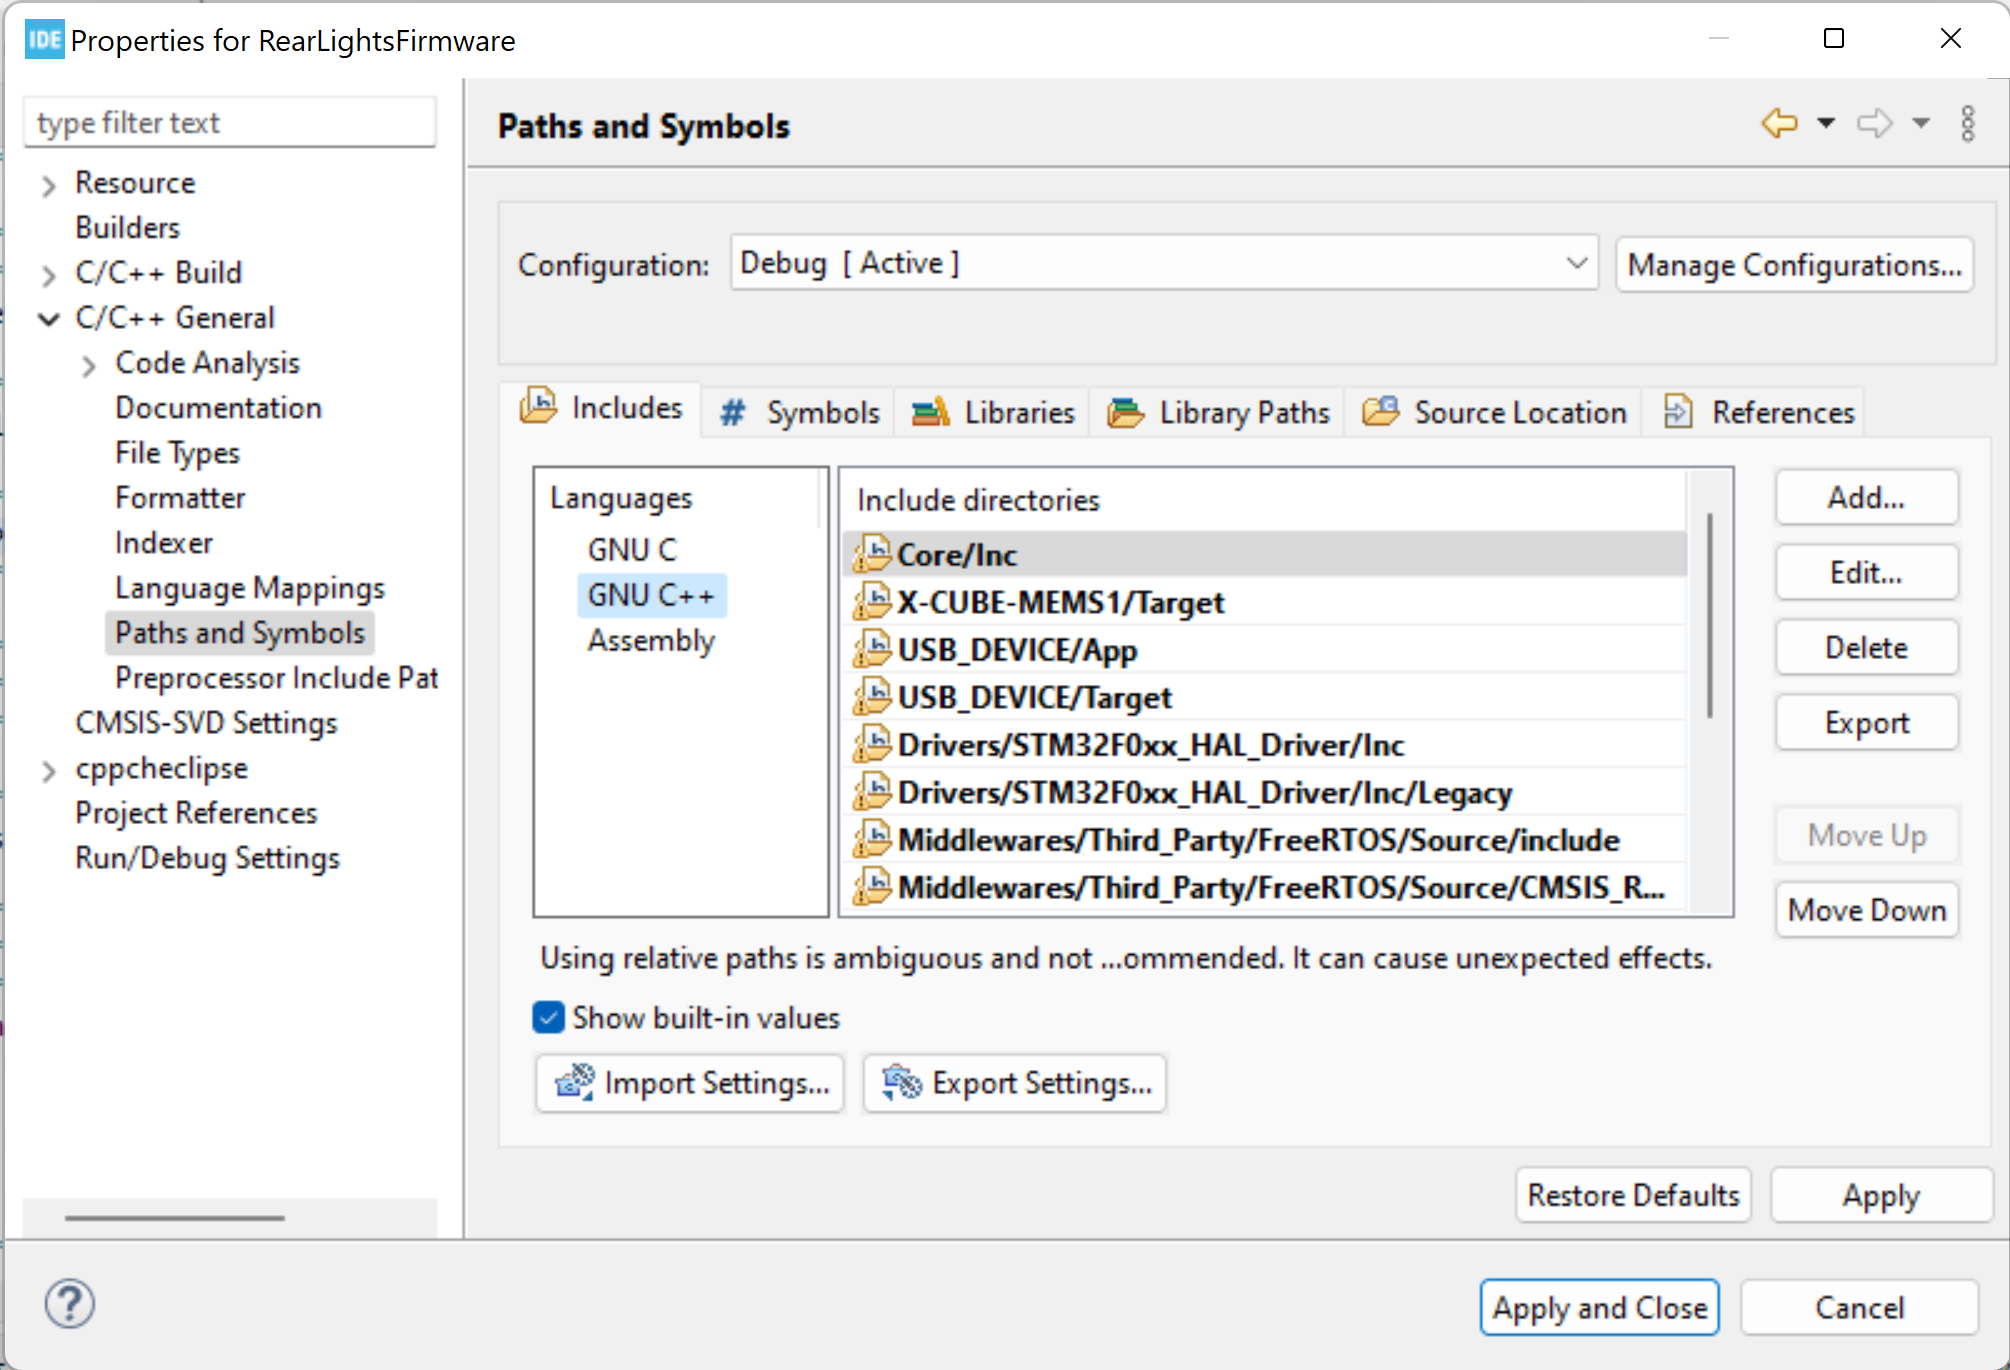 IDE Properties for RearLightsFirmware
type filter text
Resource
Builders
C/C++ Build
C/C++ General
Code Analysis
Documentation
File Types
Formatter
Indexer
Language Mappings
Paths and Symbols
Preprocessor Include Pat
CMSIS-SVD Settings
cppcheclipse
Project References
Run/Debug Settings
Paths and Symbols
Configuration: Debug [ Active ] Manage Configurations...
Includes # Symbols Libraries Library Paths Source Location References
Languages
GNU C
GNU C++
Assembly
Include directories
Core/Inc
X-CUBE-MEMS1/Target
USB_DEVICE/App
USB_DEVICE/Target
Drivers/STM32F0xx_HAL_Driver/Inc
Drivers/STM32F0xx_HAL_Driver/Inc/Legacy
Middlewares/Third_Party/FreeRTOS/Source/include
Middlewares/Third_Party/FreeRTOS/Source/CMSIS_R...
Add...
Edit...
Delete
Export
Move Up
Move Down
Using relative paths is ambiguous and not ...ommended. It can cause unexpected effects.
Show built-in values
Import Settings... Export Settings...
Restore Defaults Apply
? Apply and Close Cancel